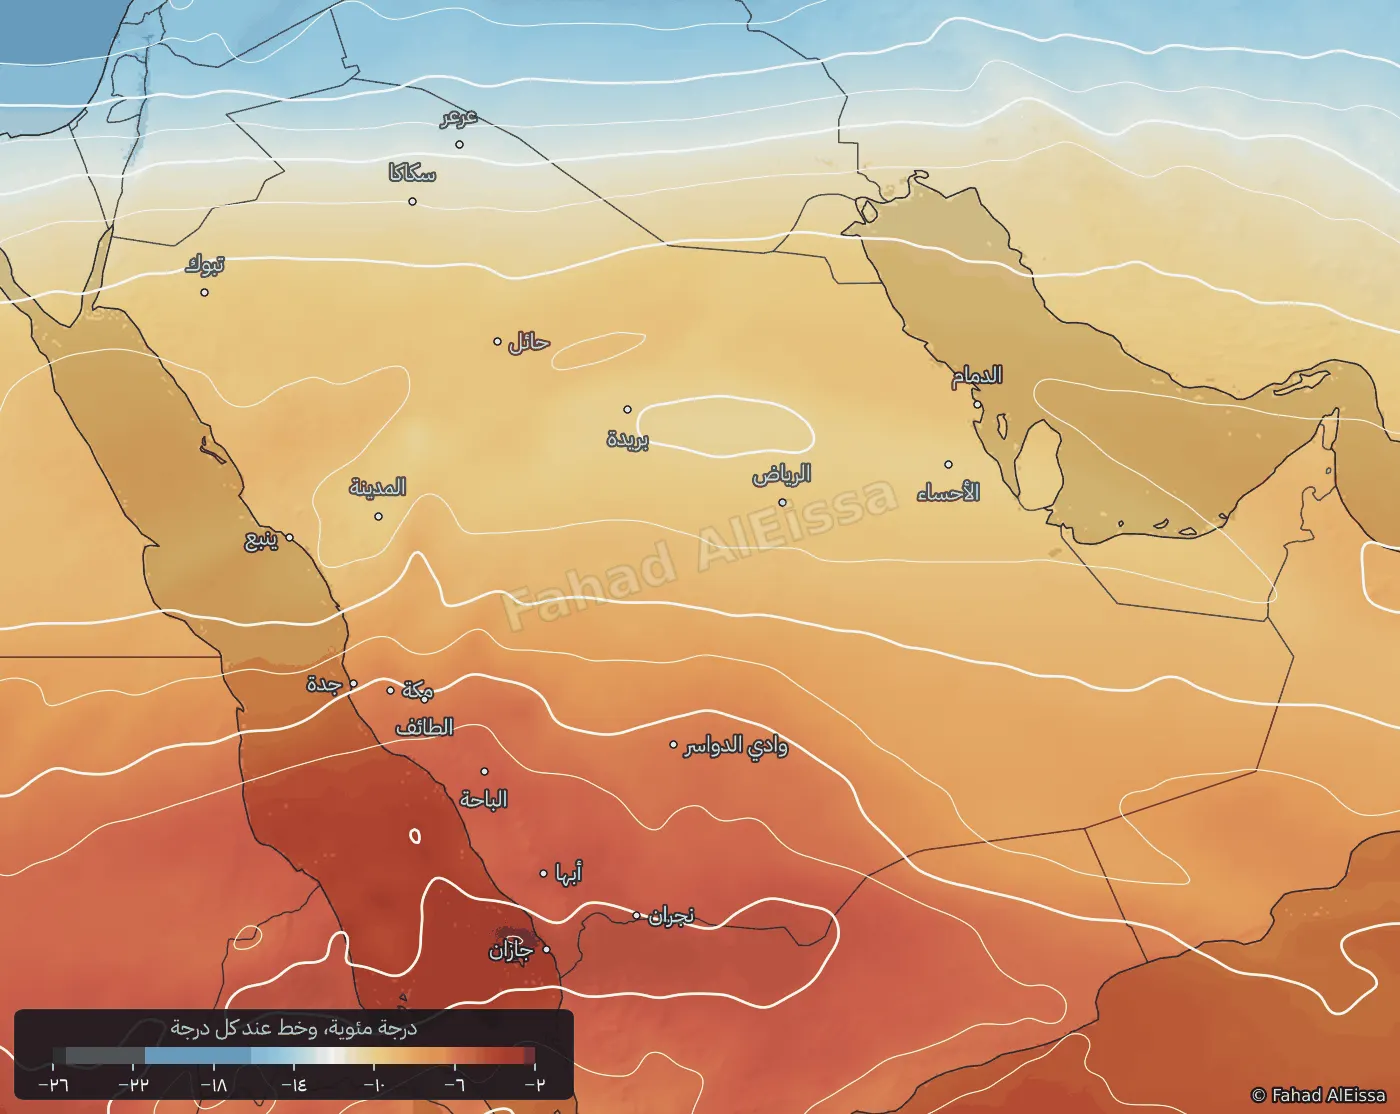 عرعر
سكاكا
تبوك
حائل
الدمام
بريدة
الرياض
الأحساء
المدينة
ينبع
Fahad AlEissa
جدة
مكة
الطائف
وادي الدواسر
الباحة
أبها
نجران
جازان
درجة مئوية، وخط عند كل درجة
−٢٦ −٢٢ −١٨ −١٤ −١٠ −٦ −٢
© Fahad AlEissa